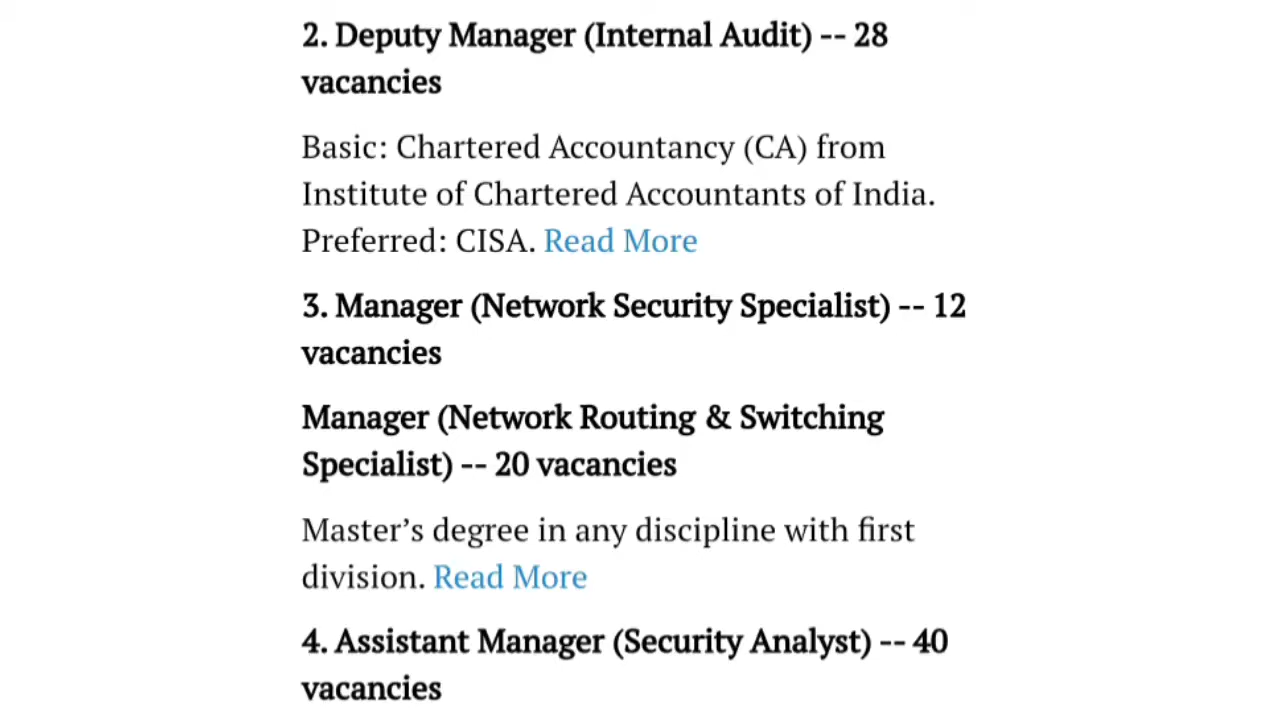 2. Deputy Manager (Internal Audit) -- 28
vacancies
Basic: Chartered Accountancy (CA) from
Institute of Chartered Accountants of India.
Preferred: CISA. Read More
3. Manager (Network Security Specialist) -- 12
vacancies
Manager (Network Routing & Switching
Specialist) -- 20 vacancies
Master’s degree in any discipline with first
division. Read More
4. Assistant Manager (Security Analyst) -- 40
vacancies